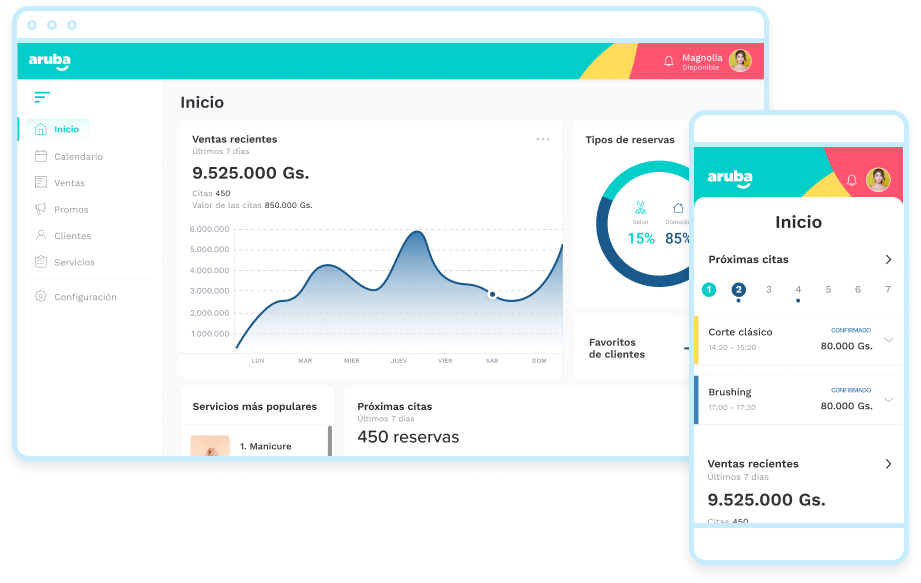 aruba
Magnolia
Disponible
Inicio
Calendario
Ventas
Promos
Clientes
Servicios
Configuración
Inicio
Ventas recientes
Últimos 7 días
9.525.000 Gs.
Citas 450
Valor de las citas 850.000 Gs.
6.000.000
5.000.000
4.000.000
3.000.000
2.000.000
1.000.000
LUN MAR MIER JUEV VIER SAB DOM
Tipos de reservas
Salon
15%
85%
Favoritos
de clientes
Servicios más populares
1. Manicure
Próximas citas
Últimos 7 días
450 reservas
aruba
Inicio
Próximas citas
1 2 3 4 5 6 7
Corte clásico
CONFIRMADO
14:20 - 15:20
80.000 Gs.
Brushing
CONFIRMADO
17:00 - 17:30
80.000 Gs.
Ventas recientes
Últimos 7 días
9.525.000 Gs.
Citas 450